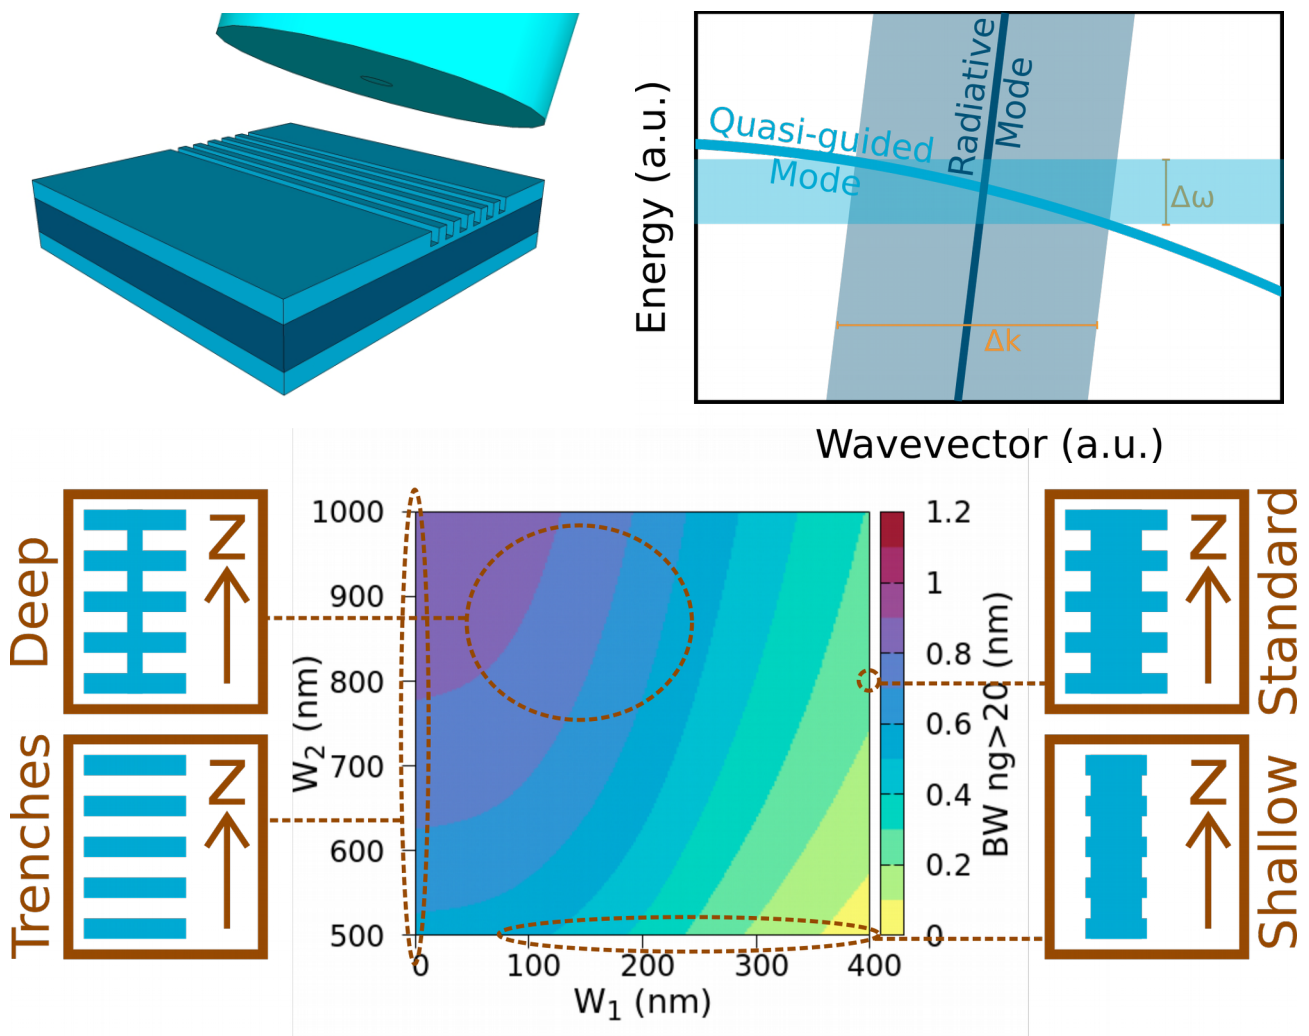 Energy (a.u.)
Quasi-guided
Mode
Radiative
Mode
Δω
Δk
Wavevector (a.u.)
Deep
Z
Trenches
Z
W2 (nm)
1000
900
800
700
600
500
0
100
200
300
400
W1 (nm)
1.2
1
0.8
0.6
0.4
0.2
0
BW ng>20 (nm)
Z
Standard
Z
Shallow